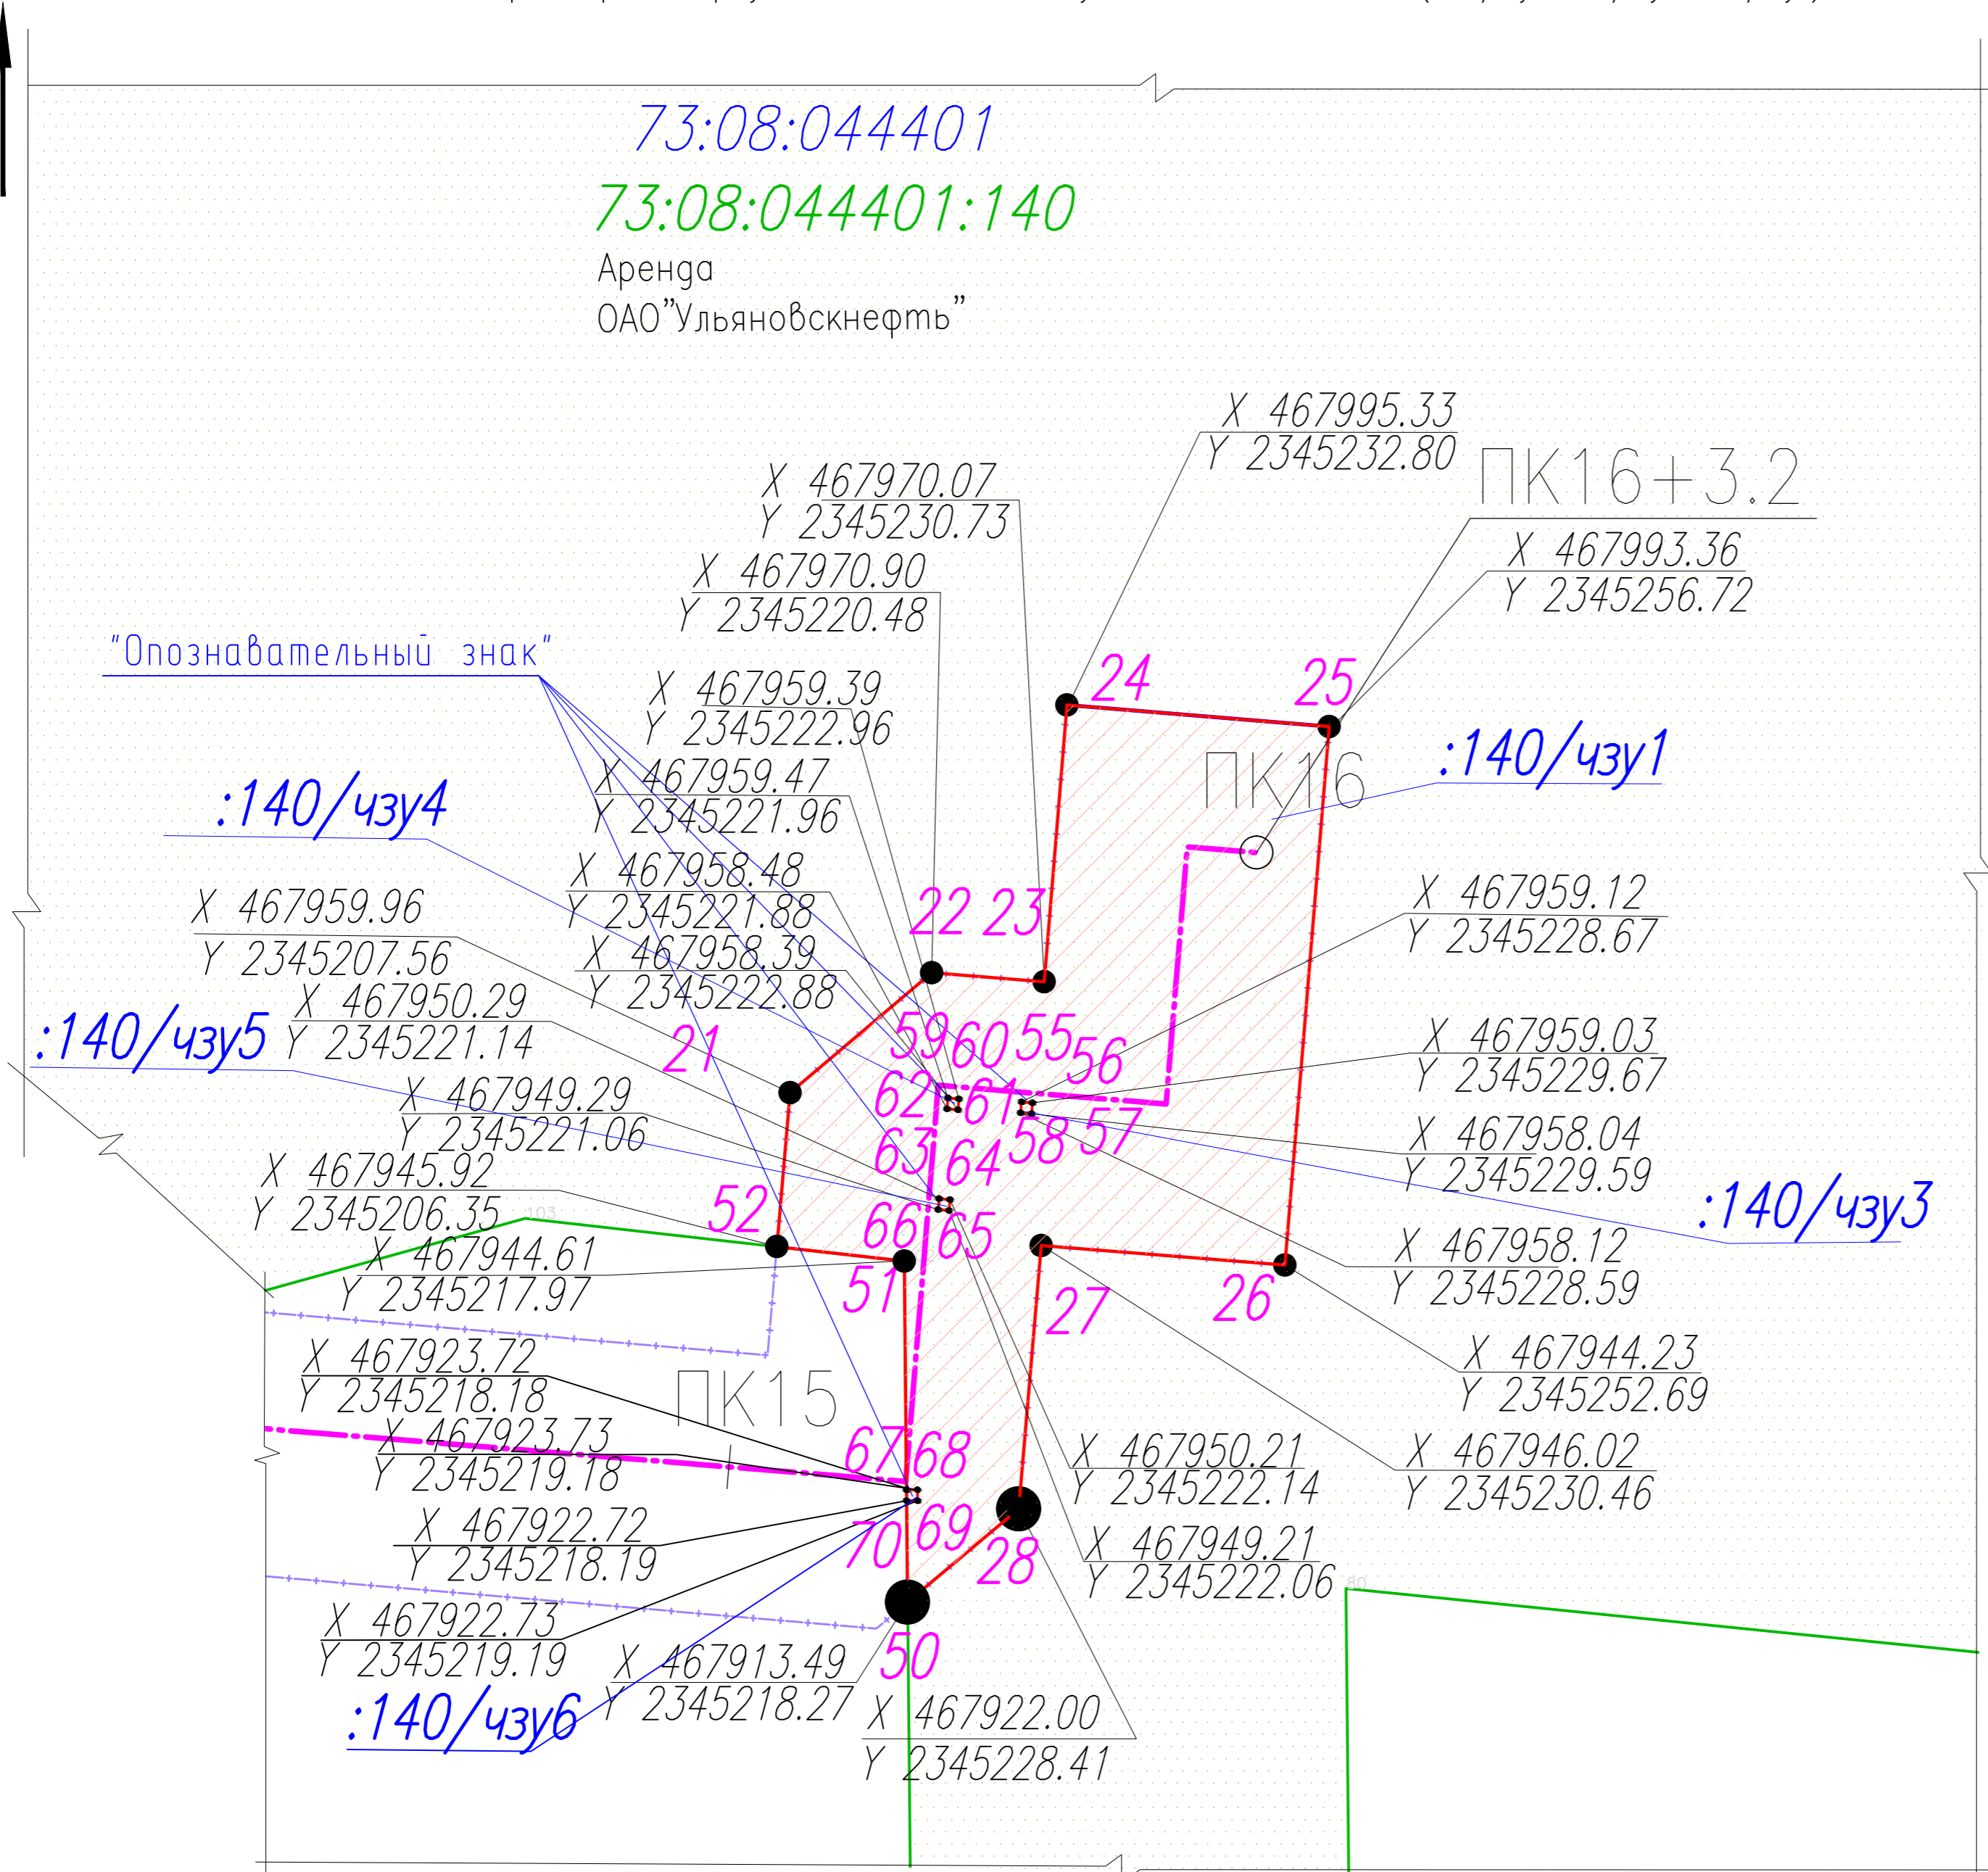 73:08:044401
73:08:044401:140
Аренда
ОАО"Ульяновскнефть"
X 467995.33
Y 2345232.80
ПК16+3.2
X 467970.07
Y 2345230.73
X 467993.36
Y 2345256.72
X 467970.90
Y 2345220.48
"Опознавательный знак"
24
25
X 467959.39
Y 2345222.96
:140/чзу1
ПК16
X 467959.47
Y 2345221.96
:140/чзу4
X 467958.48
Y 2345221.88
X 467959.96
Y 2345207.56
22
23
X 467959.12
Y 2345228.67
X 467958.39
Y 2345222.88
X 467950.29
Y 2345221.14
:140/чзу5
21
59
60
55
56
X 467959.03
Y 2345229.67
X 467949.29
Y 2345221.06
62
61
63
64
58
57
X 467958.04
Y 2345229.59
X 467945.92
Y 2345206.35
52
103
66
65
:140/чзу3
X 467944.61
Y 2345217.97
51
27
26
X 467958.12
Y 2345228.59
X 467923.72
Y 2345218.18
ПК15
X 467944.23
Y 2345252.69
X 467923.73
Y 2345219.18
67
68
X 467950.21
Y 2345222.14
X 467946.02
Y 2345230.46
X 467922.72
Y 2345218.19
70
69
28
X 467949.21
Y 2345222.06
80
X 467922.73
Y 2345219.19
X 467913.49
Y 2345218.27
50
:140/чзу6
X 467922.00
Y 2345228.41